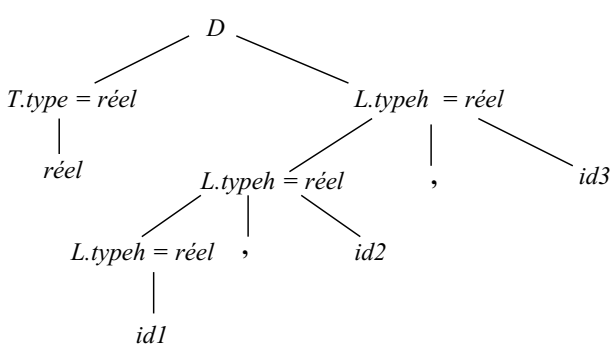 D
T.type = réel L.typeh = réel
réel L.typeh = réel , id3
L.typeh = réel , id2
id1